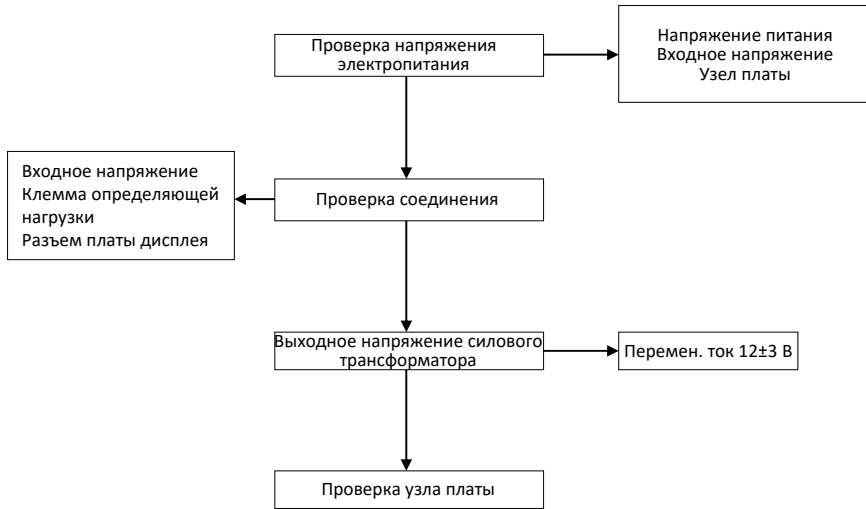 Проверка напряжения
электропитания
Напряжение питания
Входное напряжение
Узел платы
Входное напряжение
Клемма определяющей
нагрузки
Разъем платы дисплея
Проверка соединения
Выходное напряжение силового
трансформатора
Перемен. ток 12±3 В
Проверка узла платы